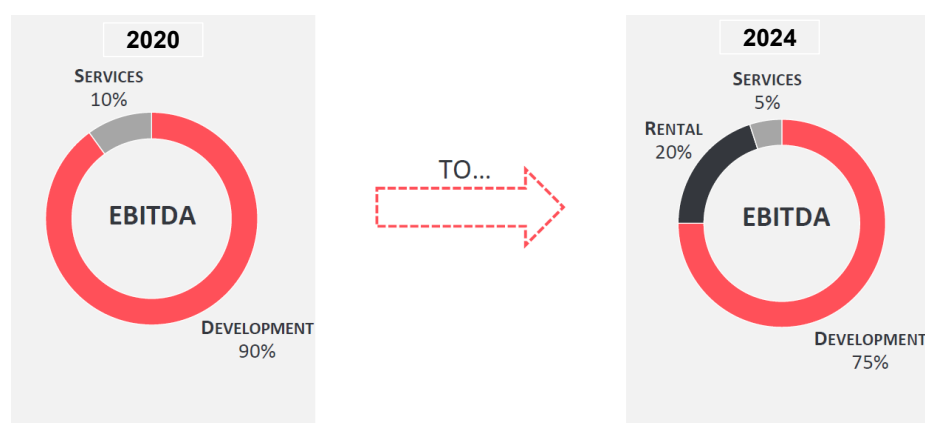 2020
SERVICES
10%
EBITDA
DEVELOPMENT
90%
TO...
2024
SERVICES
5%
RENTAL
20%
EBITDA
DEVELOPMENT
75%